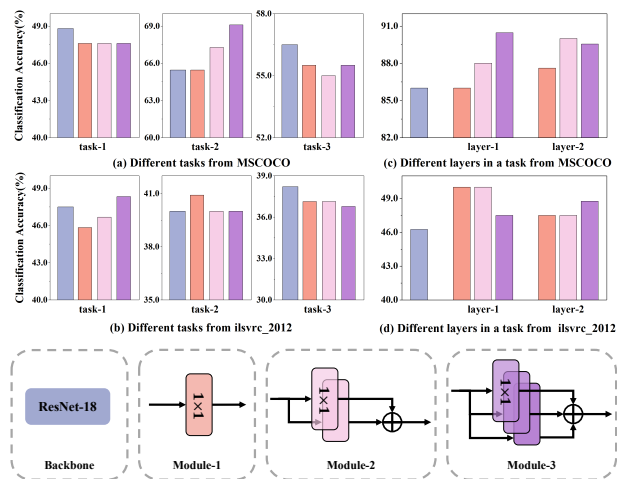 Classification Accuracy(%)
49.0
46.0
43.0
40.0
task-1
69.0
66.0
63.0
60.0
task-2
58.0
55.0
52.0
task-3
(a) Different tasks from MSCOCO
91.0
88.0
85.0
82.0
layer-1
layer-2
(c) Different layers in a task from MSCOCO
Classification Accuracy(%)
49.0
46.0
43.0
40.0
task-1
41.0
38.0
35.0
task-2
39.0
36.0
33.0
30.0
task-3
(b) Different tasks from ilsvrc_2012
49.0
46.0
43.0
40.0
layer-1
layer-2
(d) Different layers in a task from ilsvrc_2012
ResNet-18
Backbone
1×1
Module-1
1×1
Module-2
1×1
Module-3